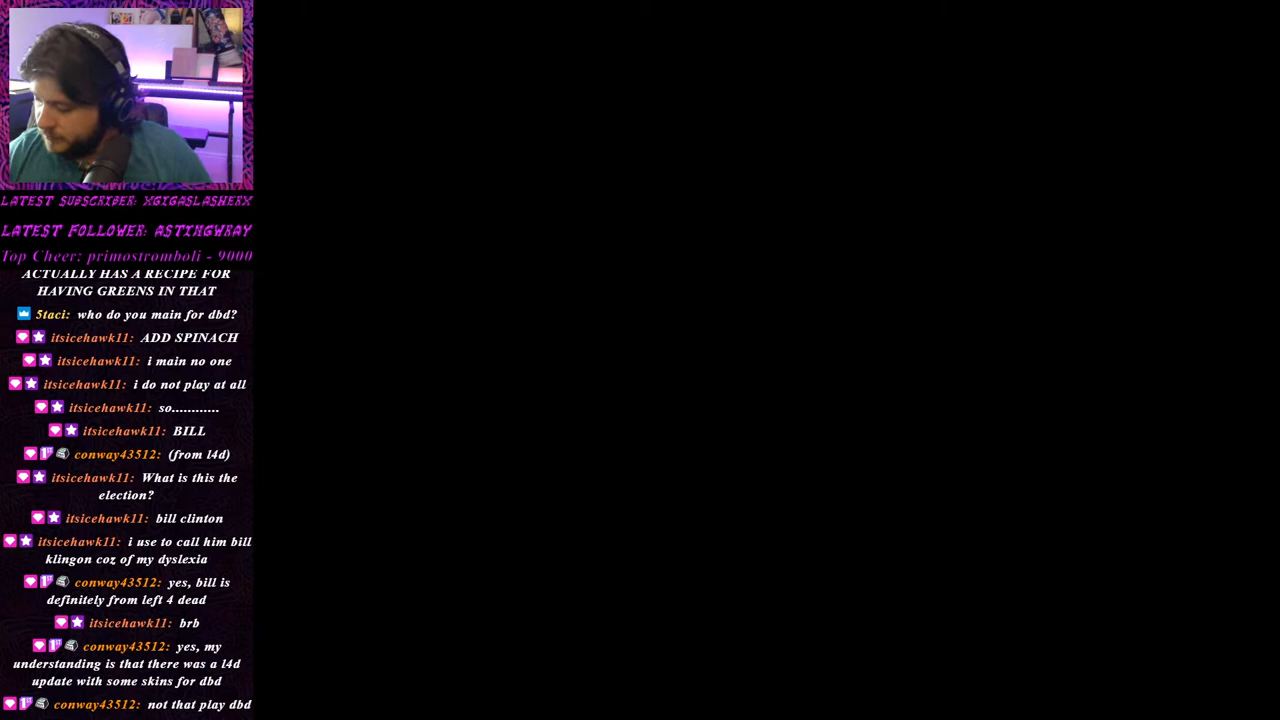 LATEST SUBSCRIBER: XGIGASLASHERX
LATEST FOLLOWER: ASTINGWRAY
Top Cheer: primostromboli - 9000
ACTUALLY HAS A RECIPE FOR
HAVING GREENS IN THAT
5taci: who do you main for dbd?
itsicehawk11: ADD SPINACH
itsicehawk11: i main no one
itsicehawk11: i do not play at all
itsicehawk11: so............
itsicehawk11: BILL
conway43512: (from l4d)
itsicehawk11: What is this the
election?
itsicehawk11: bill clinton
itsicehawk11: i use to call him bill
klingon coz of my dyslexia
conway43512: yes, bill is
definitely from left 4 dead
itsicehawk11: brb
conway43512: yes, my
understanding is that there was a l4d
update with some skins for dbd
conway43512: not that play dbd